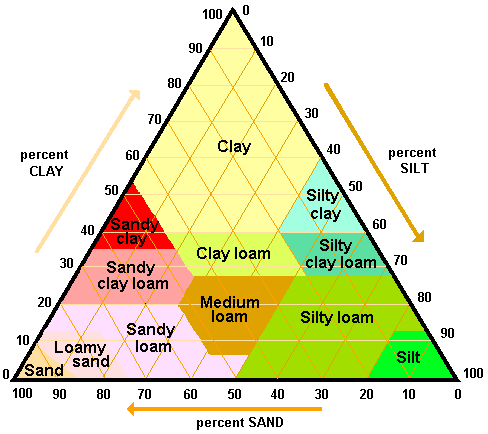 100 0
90 10
80 20
70 30
percent
CLAY
percent
SILT
60 Clay 40
50 Silty
clay 50
40 Sandy
clay 60
Clay loam Silty
clay loam
30 Sandy
clay loam 70
20 Medium
loam 80
Sandy
loam Silty loam
10 Loamy
sand 90
Sand Silt
0 100
100 90 80 70 60 50 40 30 20 10 0
percent SAND